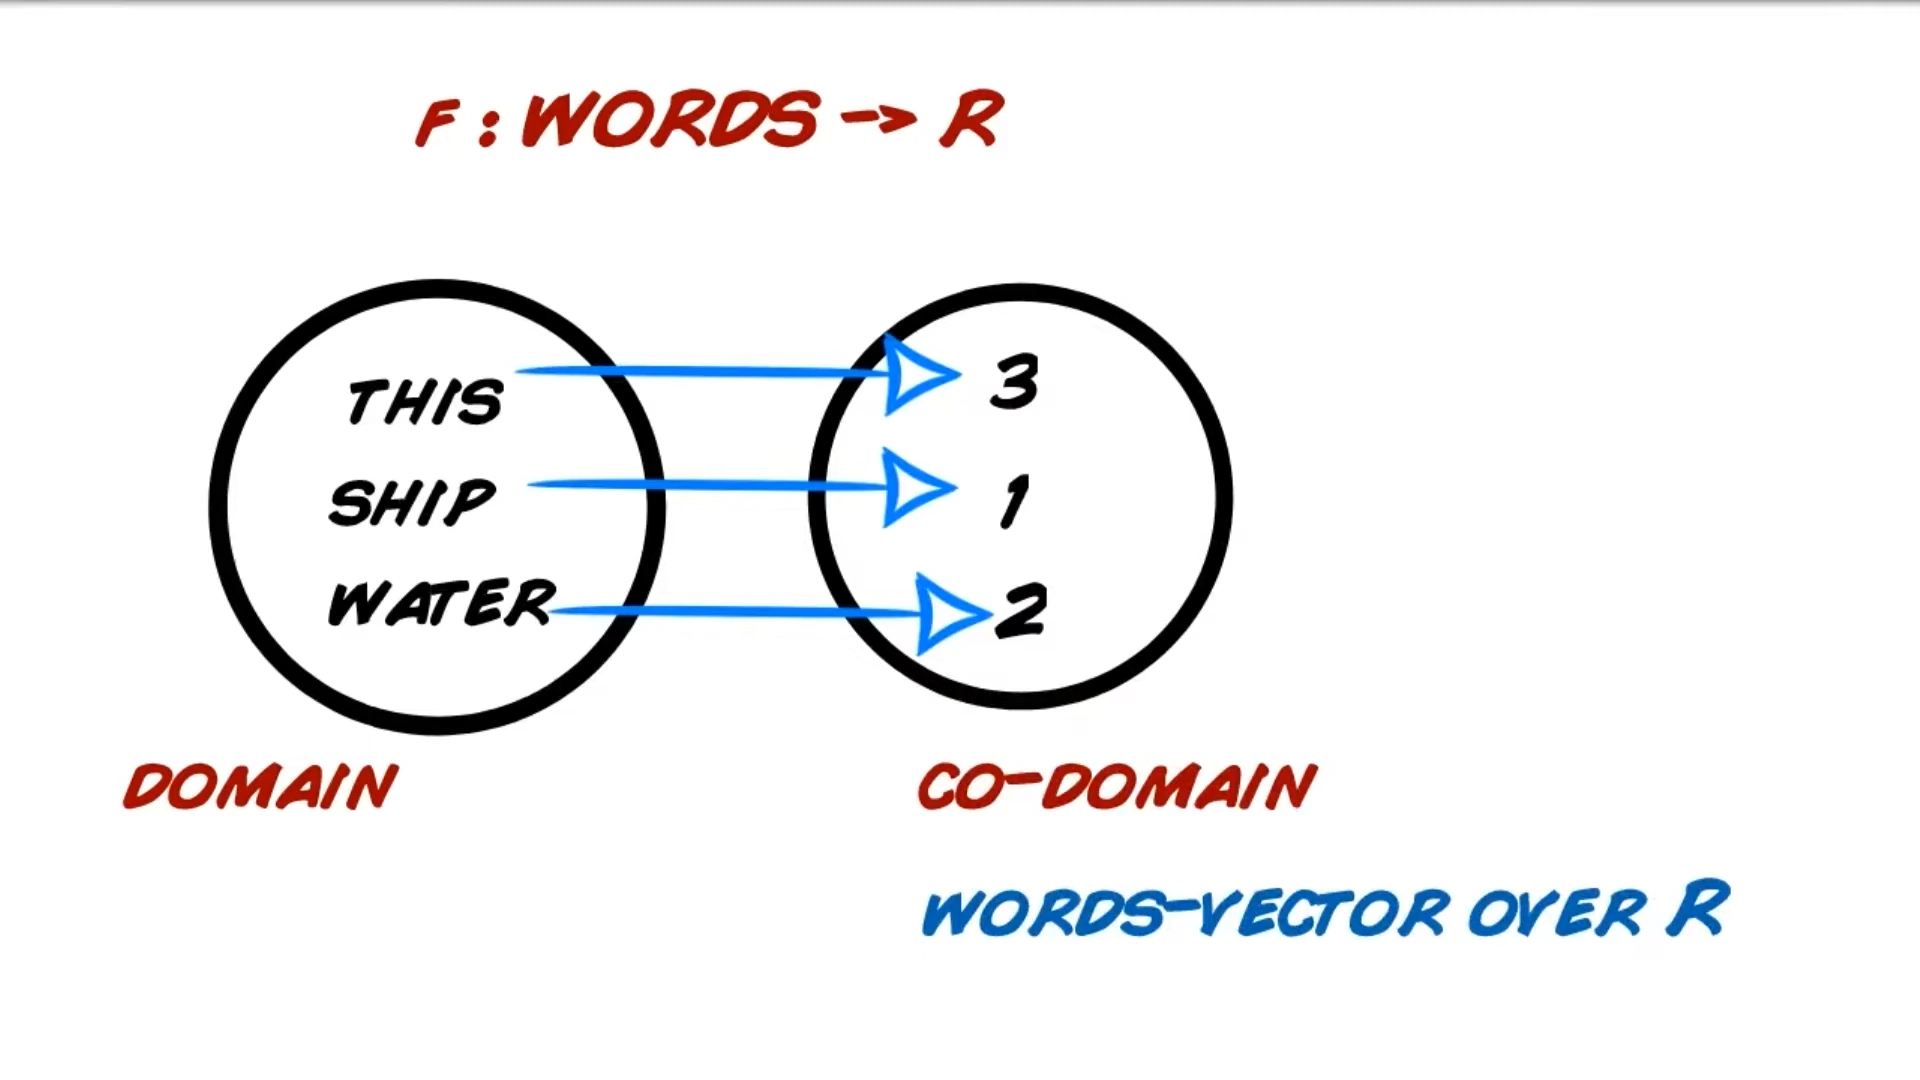 F : WORDS -> R
THIS 3
SHIP 1
WATER 2
DOMAIN CO-DOMAIN
WORDS-VECTOR OVER R